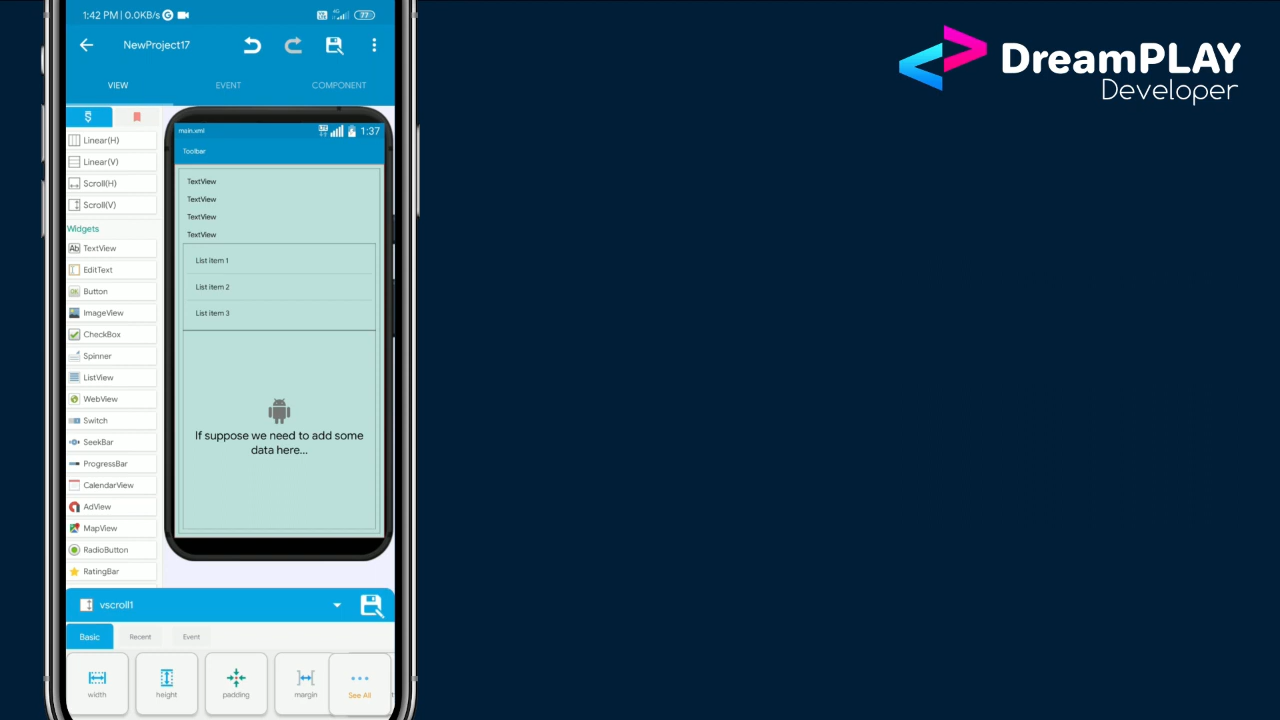 1:42 PM | 0.0KB/s
77
NewProject17
VIEW
EVENT
COMPONENT
main.xml
1:37
Toolbar
Linear(H)
Linear(V)
Scroll(H)
Scroll(V)
Widgets
Ab TextView
EditText
OK Button
ImageView
CheckBox
Spinner
ListView
WebView
Switch
SeekBar
ProgressBar
CalendarView
AdView
MapView
RadioButton
RatingBar
TextView
TextView
TextView
TextView
List item 1
List item 2
List item 3
If suppose we need to add some
data here...
vscroll1
Basic
Recent
Event
width
height
padding
margin
See All
DreamPLAY
Developer